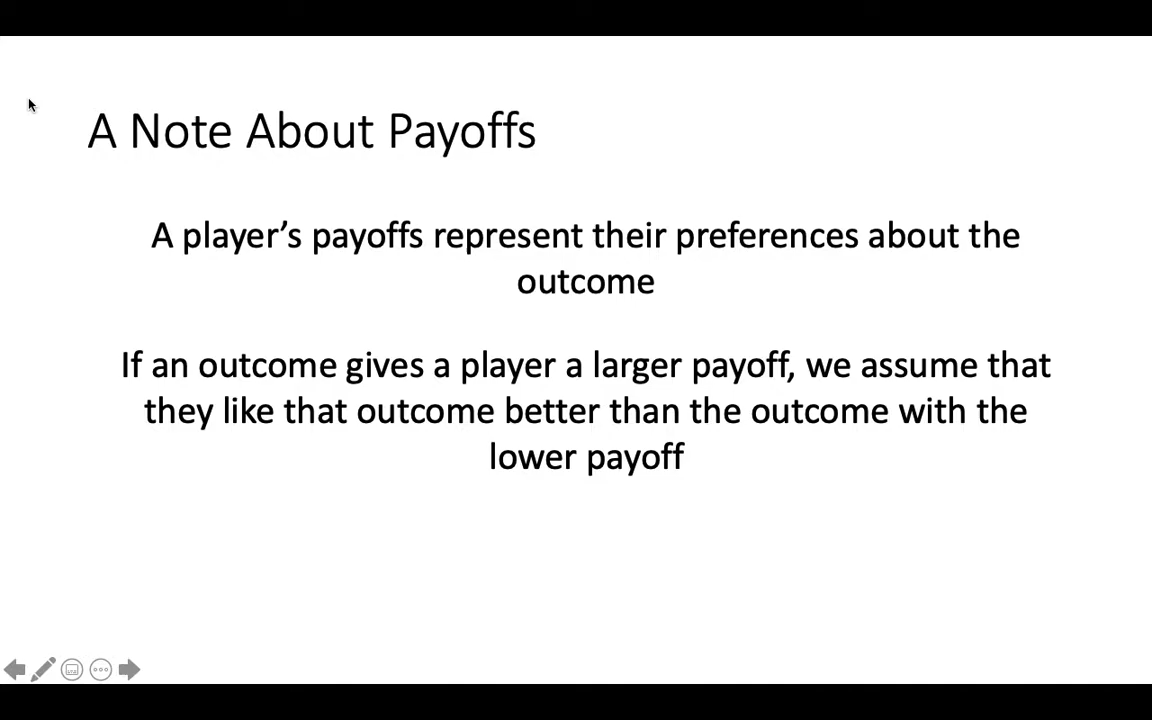 A Note About Payoffs
A player’s payoffs represent their preferences about the
outcome
If an outcome gives a player a larger payoff, we assume that
they like that outcome better than the outcome with the
lower payoff